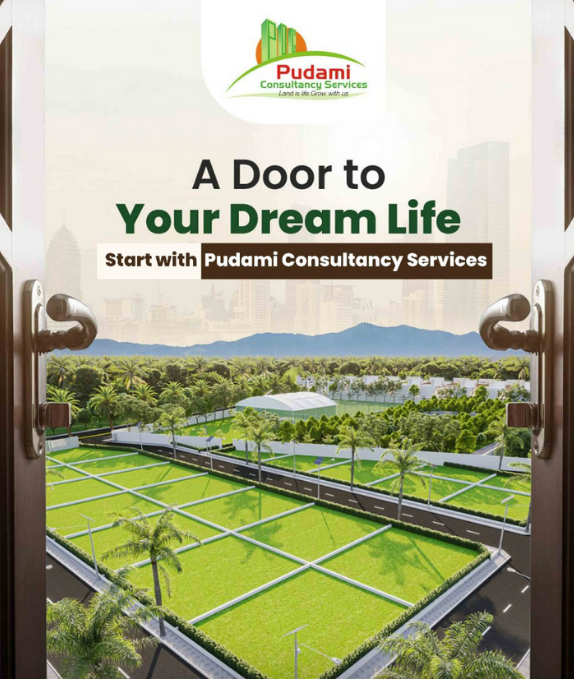 Pudami
Consultancy Services
Land is life Grow with us
A Door to
Your Dream Life
Start with Pudami Consultancy Services